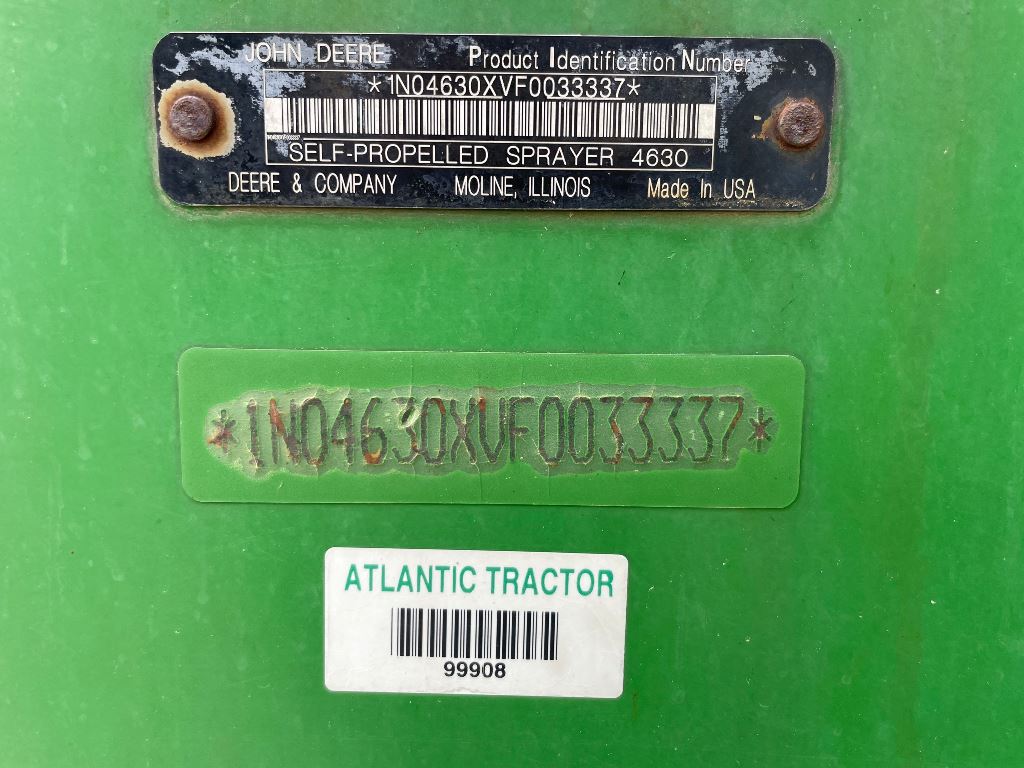 JOHN DEERE Product Identification Number
*1N04630XVF0033337*
SELF-PROPELLED SPRAYER 4630
DEERE & COMPANY MOLINE, ILLINOIS Made In USA
*1N04630XVF0033337*
ATLANTIC TRACTOR
99908